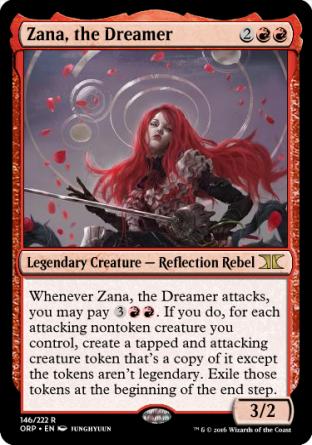 Zana, the Dreamer 2
Legendary Creature — Reflection Rebel
Whenever Zana, the Dreamer attacks,
you may pay 3. If you do, for each
attacking nontoken creature you
control, create a tapped and attacking
creature token that's a copy of it except
the tokens aren't legendary. Exile those
tokens at the beginning of the end step.
3/2
146/222 R
ORP • EN JUNGHYUUN
™ & © 2016 Wizards of the Coast